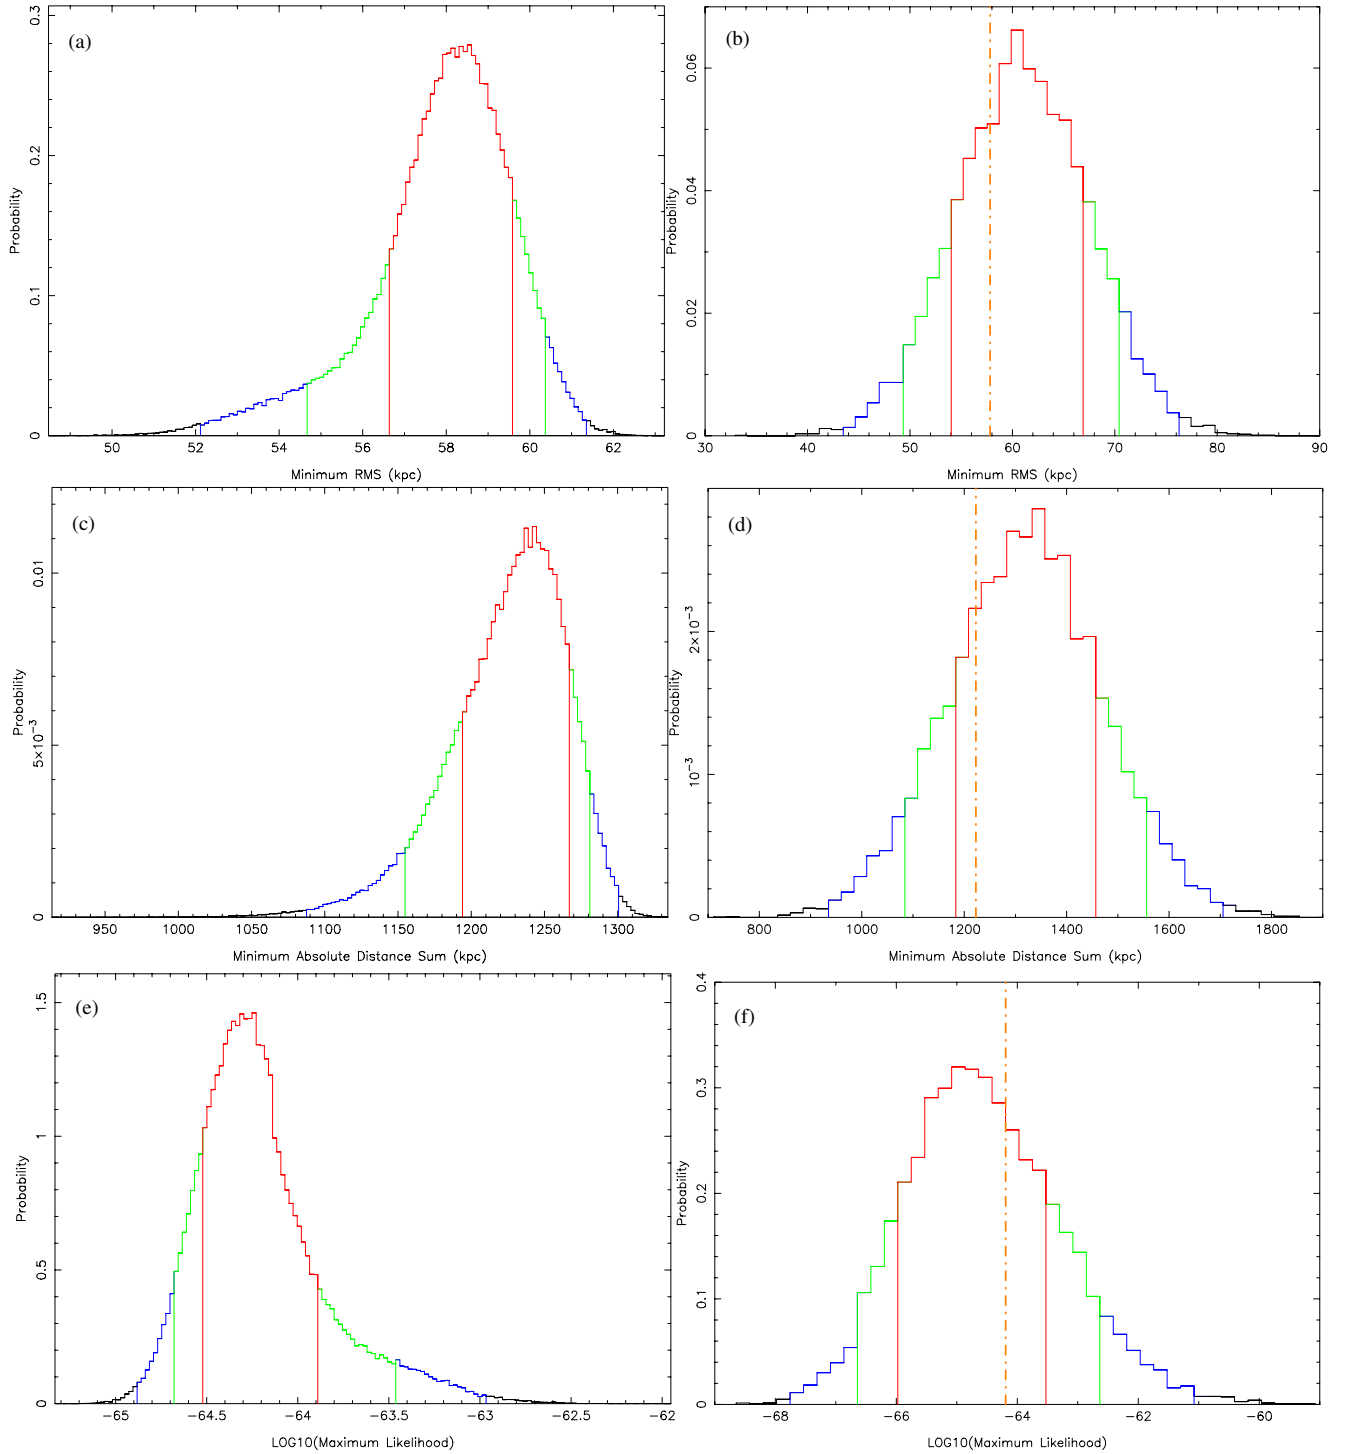 (a)
0.3
0.2
0.1
0
Probability
50 52 54 56 58 60 62
Minimum RMS (kpc)
(b)
0.06
0.04
0.02
0
Probability
30 40 50 60 70 80 90
Minimum RMS (kpc)
(c)
0.01
5×10−3
0
Probability
950 1000 1050 1100 1150 1200 1250 1300
Minimum Absolute Distance Sum (kpc)
(d)
2×10−3
10−3
0
Probability
800 1000 1200 1400 1600 1800
Minimum Absolute Distance Sum (kpc)
(e)
1.5
1
0.5
0
Probability
−65 −64.5 −64 −63.5 −63 −62.5 −62
LOG10(Maximum Likelihood)
(f)
0.4
0.3
0.2
0.1
0
Probability
−68 −66 −64 −62 −60
LOG10(Maximum Likelihood)